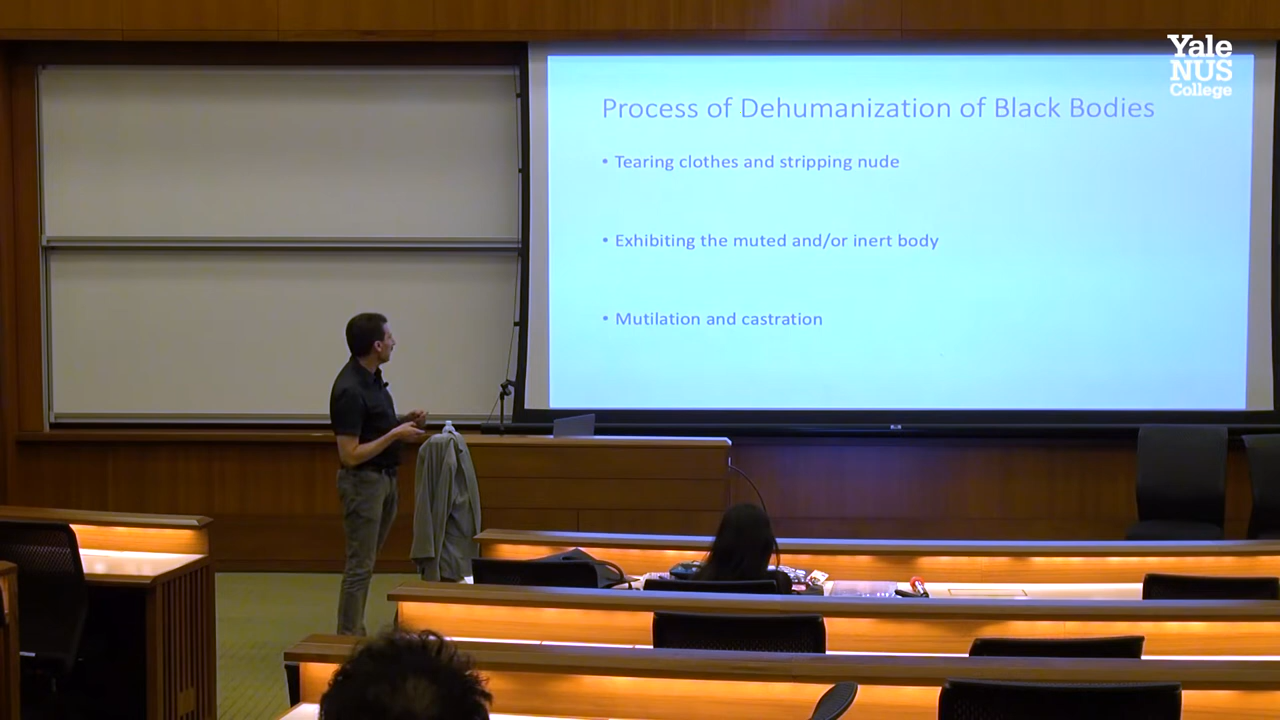 Yale
NUS
College
Process of Dehumanization of Black Bodies
• Tearing clothes and stripping nude
• Exhibiting the muted and/or inert body
• Mutilation and castration